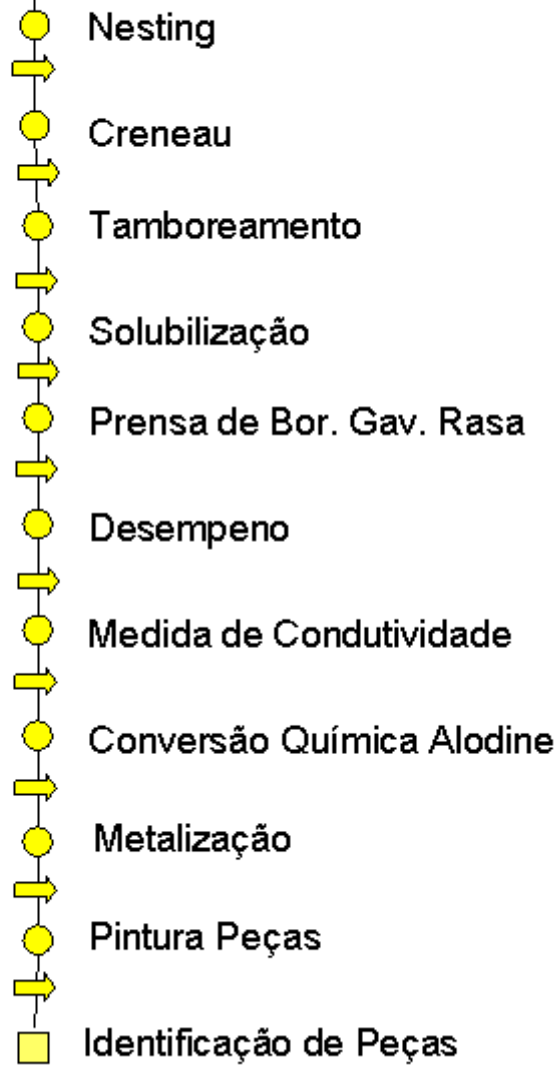 Nesting
Creneau
Tamboreamento
Solubilização
Prensa de Bor. Gav. Rasa
Desempeno
Medida de Condutividade
Conversão Química Alodine
Metalização
Pintura Peças
Identificação de Peças